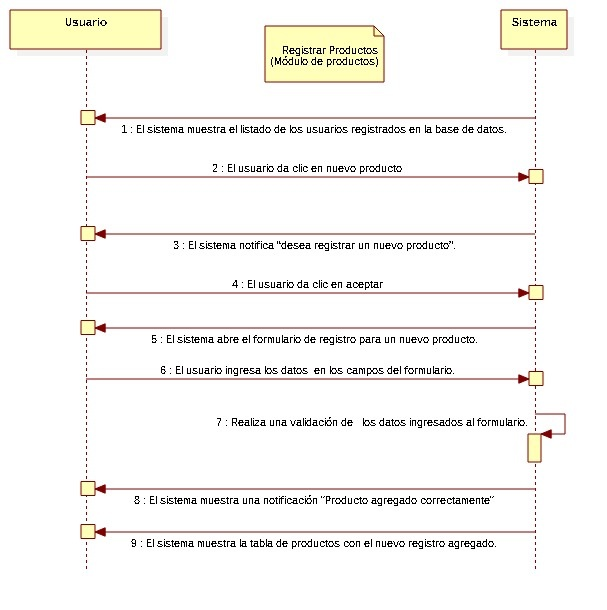 Usuario
Sistema
Registrar Productos
(Módulo de productos)
1 : El sistema muestra el listado de los usuarios registrados en la base de datos.
2 : El usuario da clic en nuevo producto
3 : El sistema notifica “desea registrar un nuevo producto”.
4 : El usuario da clic en aceptar
5 : El sistema abre el formulario de registro para un nuevo producto.
6 : El usuario ingresa los datos  en los campos del formulario.
7 : Realiza una validación de   los datos ingresados al formulario.
8 : El sistema muestra una notificación “Producto agregado correctamente”
9 : El sistema muestra la tabla de productos con el nuevo registro agregado.